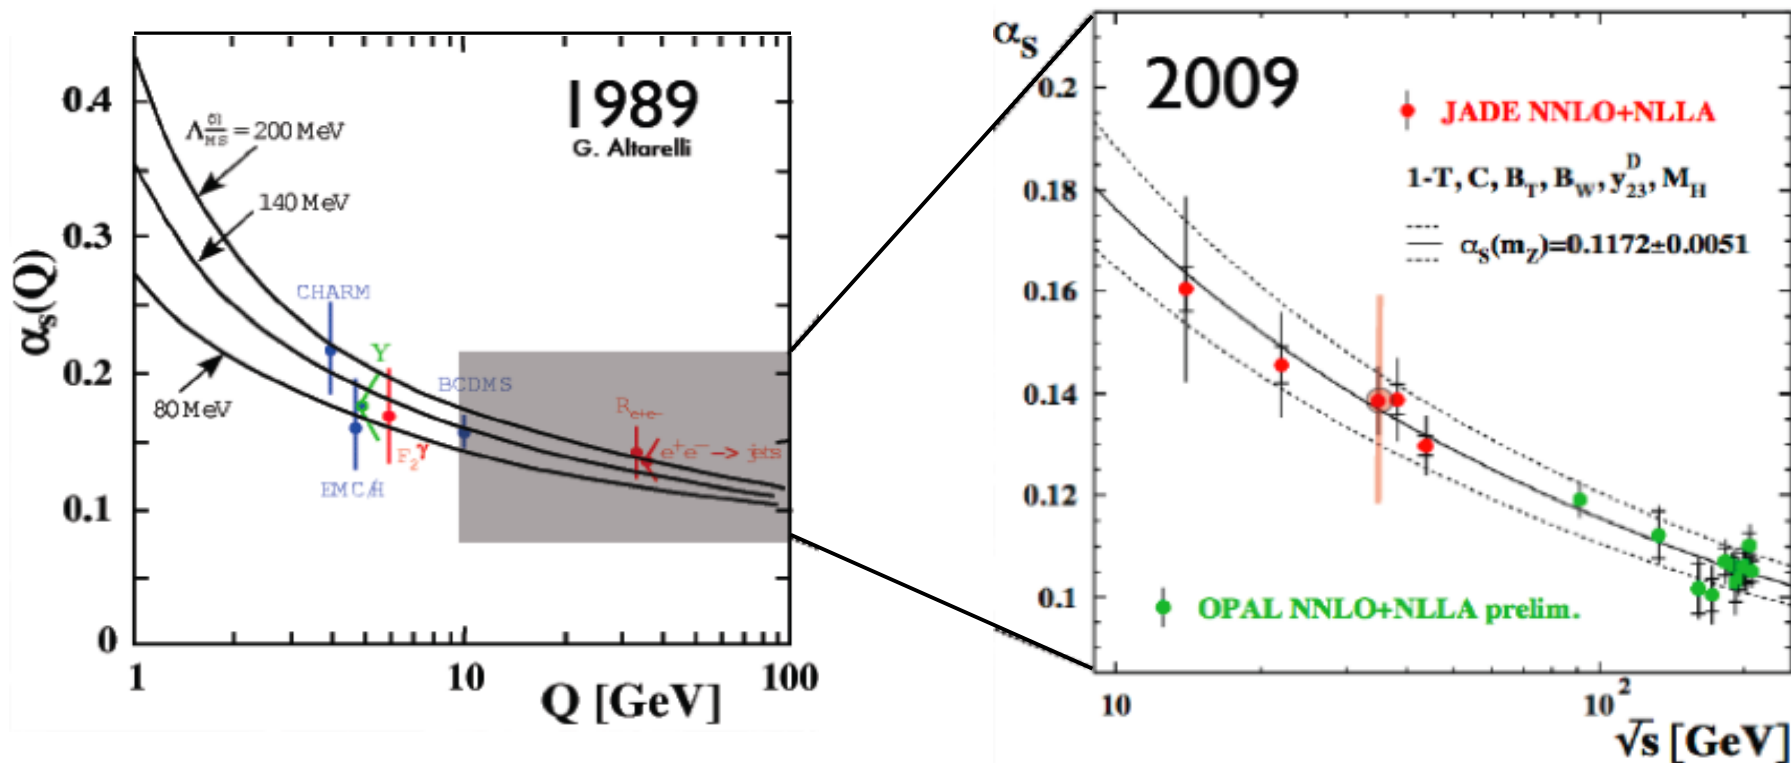 1989
G. Altarelli
0.4
0.3
0.2
0.1
0
αs(Q)
Λ(5)MS = 200 MeV
140 MeV
80 MeV
CHARM
Y
BCDMS
Re+e-
e+e- -> jets
F2γ
EMC/H
1
10
100
Q [GeV]
2009
αS
0.2
0.18
0.16
0.14
0.12
0.1
JADE NNLO+NLLA
1-T, C, BT, BW, yD23, MH
αS(mZ)=0.1172±0.0051
OPAL NNLO+NLLA prelim.
10
10²
√s [GeV]